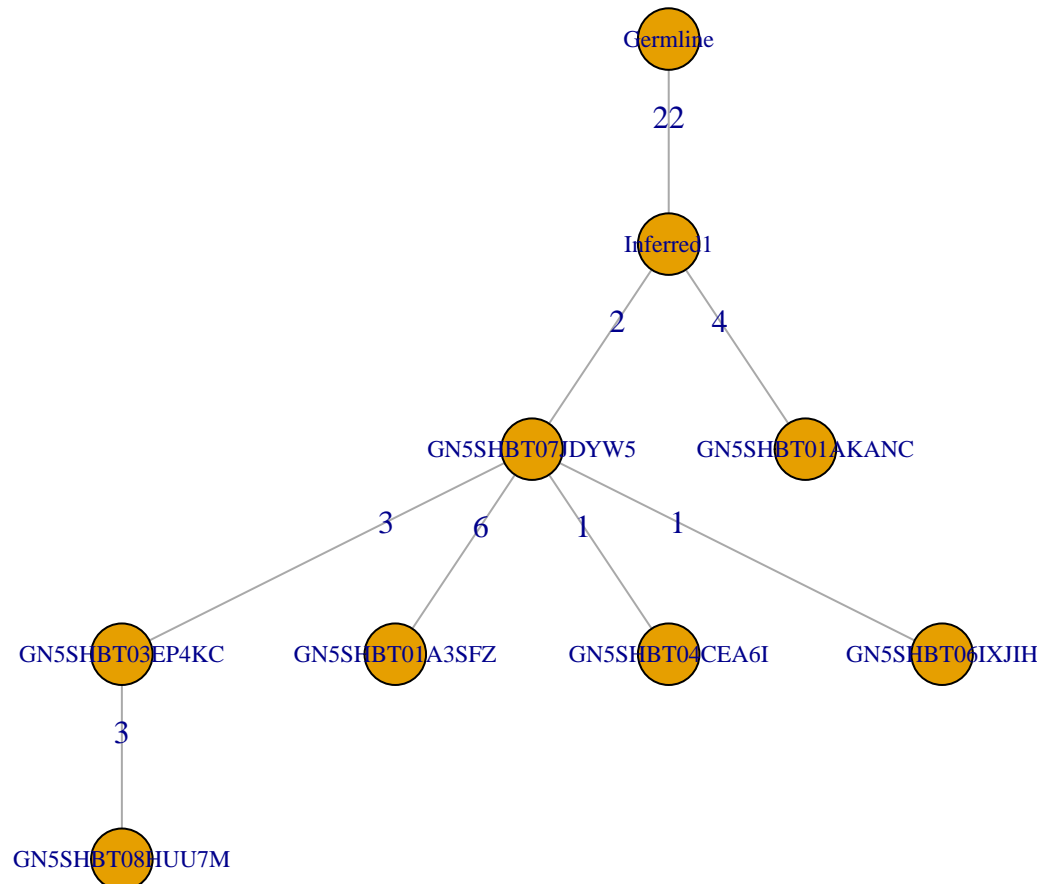 Germline
22
Inferred1
2
4
GN5SHBT07JDYW5
GN5SHBT01AKANC
3
6
1
1
GN5SHBT03EP4KC
GN5SHBT01A3SFZ
GN5SHBT04CEA6I
GN5SHBT06IXJIH
3
GN5SHBT08HUU7M